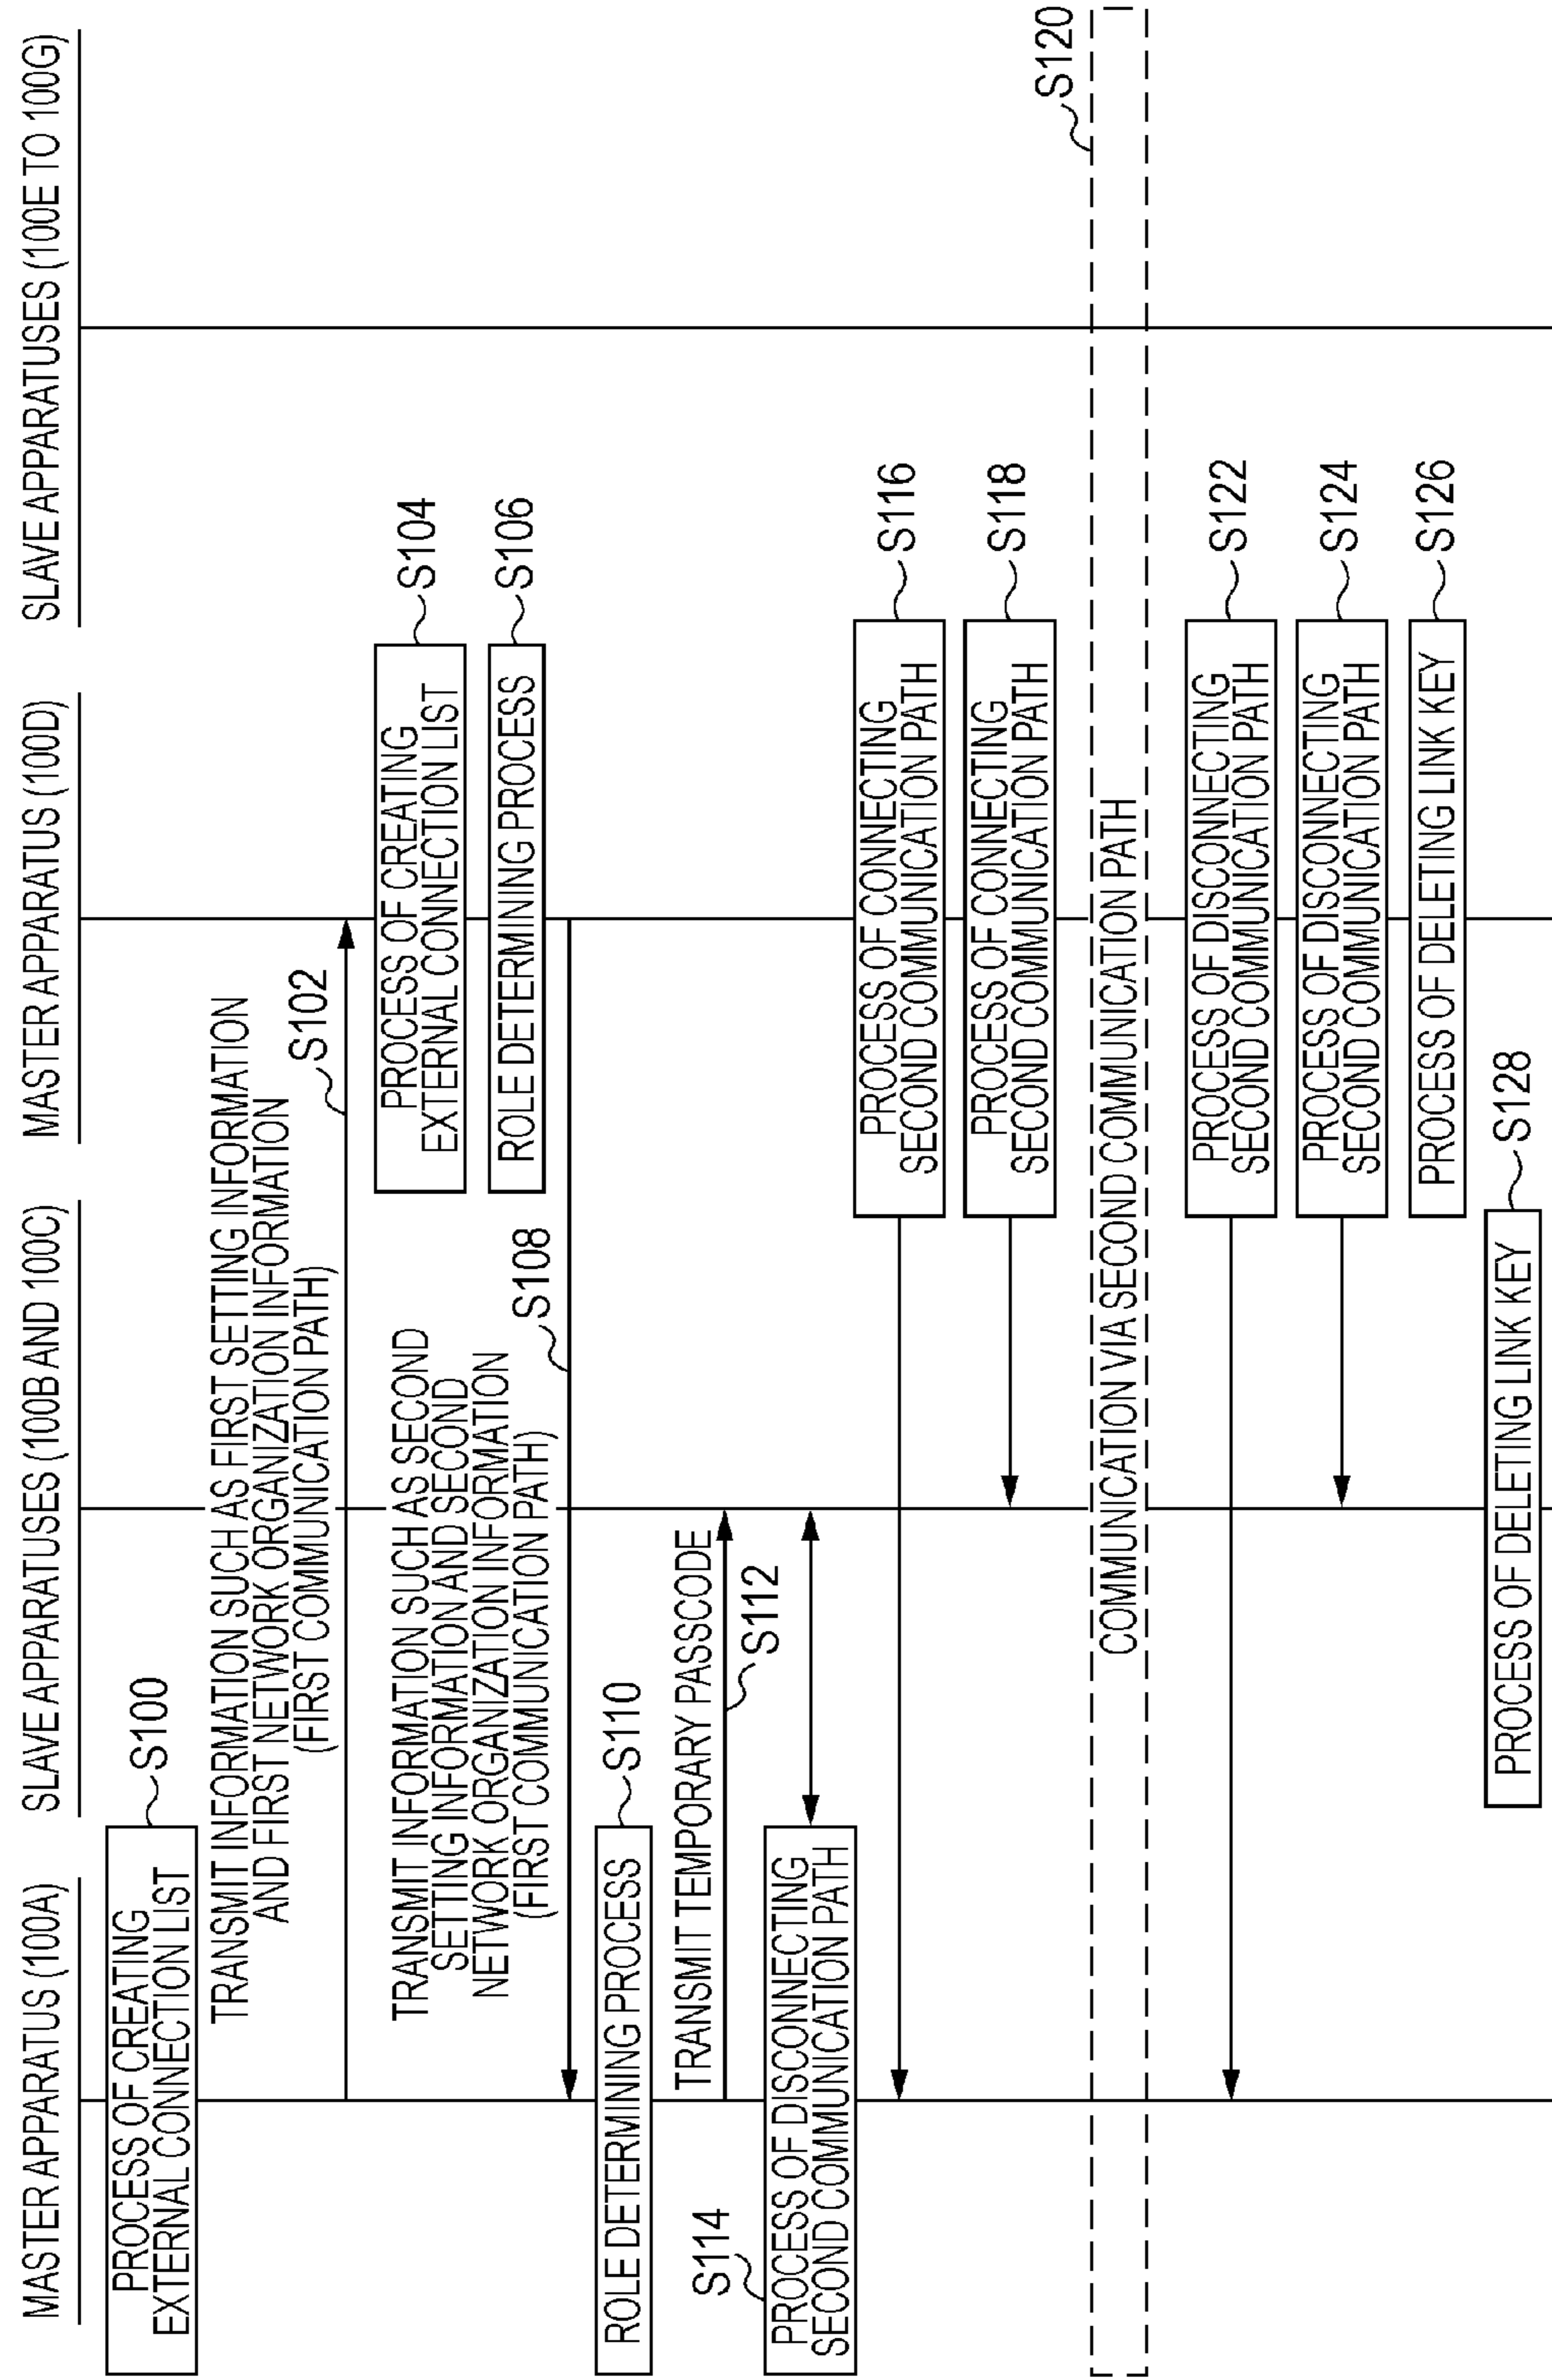 MASTER APPARATUS (100A)
SLAVE APPARATUSES (100B AND 100C)
MASTER APPARATUS (100D)
SLAVE APPARATUSES (100E TO 100G)
PROCESS OF CREATING
EXTERNAL CONNECTION LIST
S100
TRANSMIT INFORMATION SUCH AS FIRST SETTING INFORMATION
AND FIRST NETWORK ORGANIZATION INFORMATION
(FIRST COMMUNICATION PATH)
S102
PROCESS OF CREATING
EXTERNAL CONNECTION LIST
S104
ROLE DETERMINING PROCESS
S106
TRANSMIT INFORMATION SUCH AS SECOND
SETTING INFORMATION AND SECOND
NETWORK ORGANIZATION INFORMATION
(FIRST COMMUNICATION PATH)
S108
ROLE DETERMINING PROCESS
S110
TRANSMIT TEMPORARY PASSCODE
S112
S114
PROCESS OF DISCONNECTING
SECOND COMMUNICATION PATH
PROCESS OF CONNECTING
SECOND COMMUNICATION PATH
S116
PROCESS OF CONNECTING
SECOND COMMUNICATION PATH
S118
COMMUNICATION VIA SECOND COMMUNICATION PATH
S120
PROCESS OF DISCONNECTING
SECOND COMMUNICATION PATH
S122
PROCESS OF DISCONNECTING
SECOND COMMUNICATION PATH
S124
PROCESS OF DELETING LINK KEY
S126
PROCESS OF DELETING LINK KEY
S128